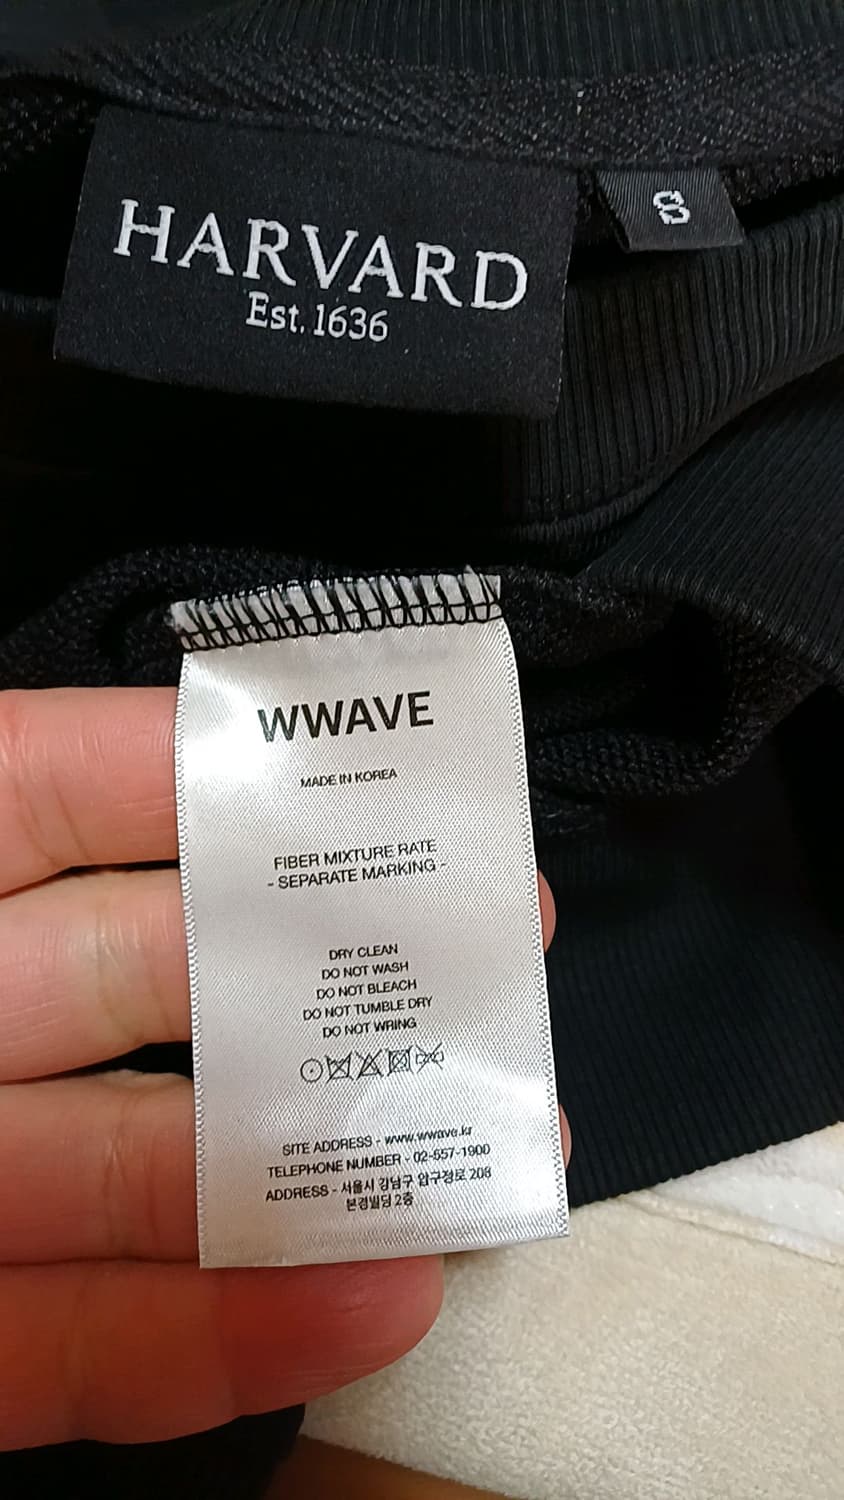 HARVARD
Est. 1636
8
WWAVE
MADE IN KOREA
FIBER MIXTURE RATE
- SEPARATE MARKING -
DRY CLEAN
DO NOT WASH
DO NOT BLEACH
DO NOT TUMBLE DRY
DO NOT WRING
SITE ADDRESS - www.wwave.kr
TELEPHONE NUMBER - 02-557-1900
ADDRESS - 서울시 강남구 압구정로 208
본경빌딩 2층